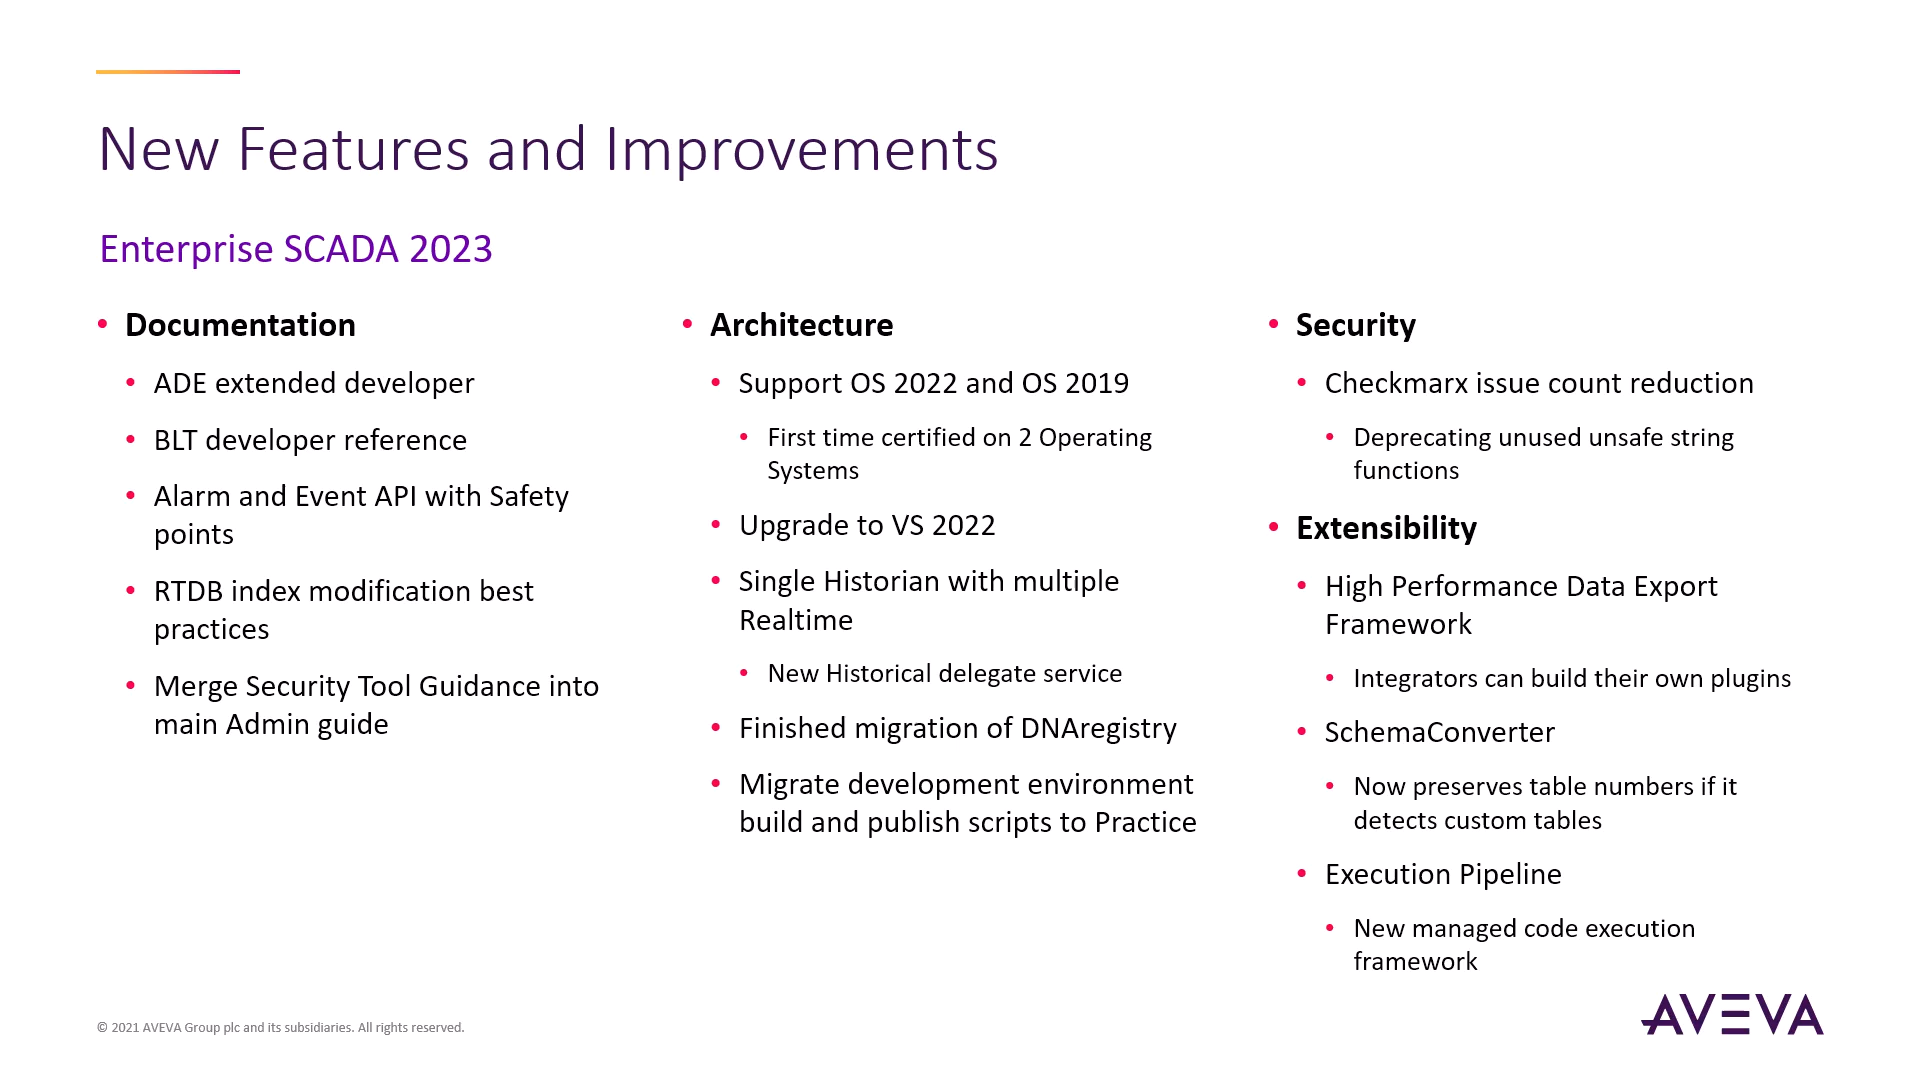 New Features and Improvements
Enterprise SCADA 2023
• Documentation
• ADE extended developer
• BLT developer reference
• Alarm and Event API with Safety
points
• RTDB index modification best
practices
• Merge Security Tool Guidance into
main Admin guide
• Architecture
• Support OS 2022 and OS 2019
• First time certified on 2 Operating
Systems
• Upgrade to VS 2022
• Single Historian with multiple
Realtime
• New Historical delegate service
• Finished migration of DNAregistry
• Migrate development environment
build and publish scripts to Practice
• Security
• Checkmarx issue count reduction
• Deprecating unused unsafe string
functions
• Extensibility
• High Performance Data Export
Framework
• Integrators can build their own plugins
• SchemaConverter
• Now preserves table numbers if it
detects custom tables
• Execution Pipeline
• New managed code execution
framework
© 2021 AVEVA Group plc and its subsidiaries. All rights reserved.
AVEVA